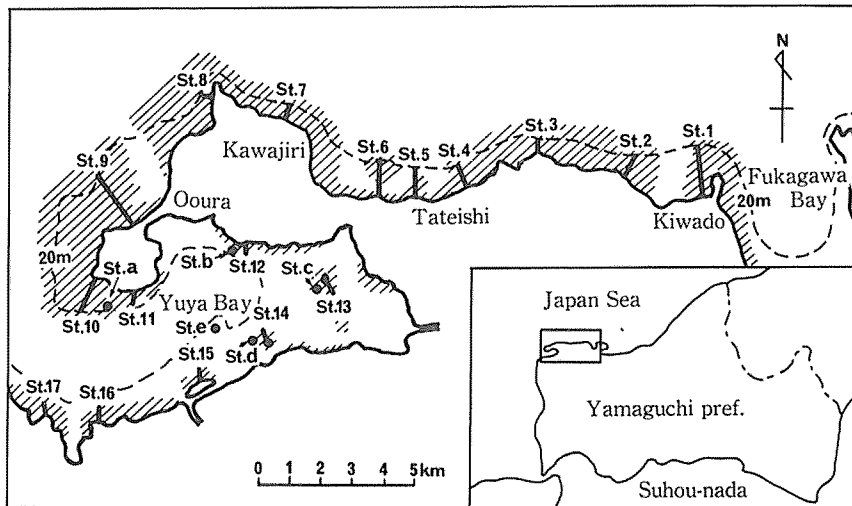 N
St.8
St.7
St.3
St.1
St.2
St.6
St.5
St.4
Kawajiri
St.9
Fukagawa
Bay
Ooura
Tateishi
Kiwado
20m
20m
St.a
St.b
St.12
St.c
St.13
Yuya Bay
St.10
St.11
St.e
St.14
St.d
St.15
St.17
St.16
0 1 2 3 4 5km
Japan Sea
Yamaguchi pref.
Suhou-nada